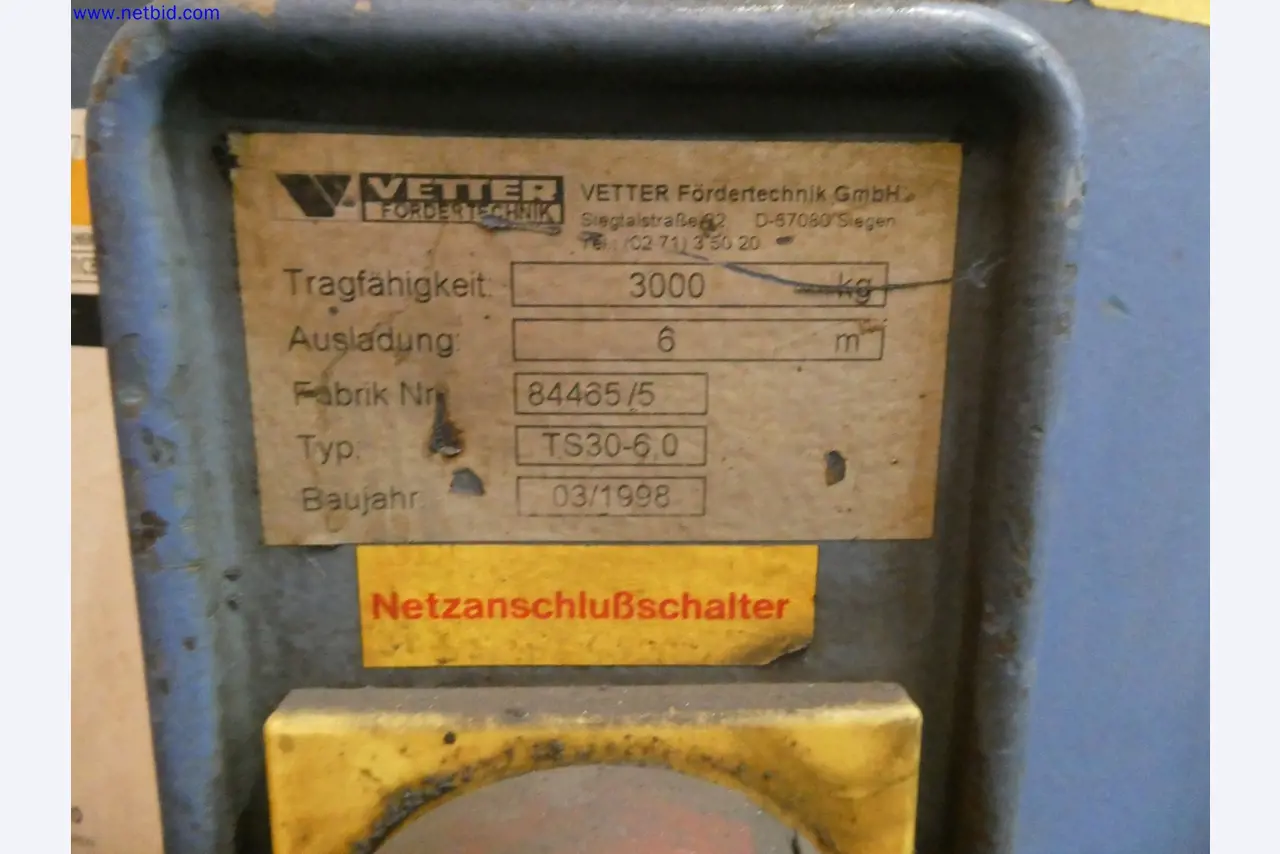 www.netbid.com
VETTER
FÖRDERTECHNIK
VETTER Fördertechnik GmbH
Siegtalstraße 22 D-57080 Siegen
Tel.: (02 71) 3 50 20
Tragfähigkeit: 3000 kg
Ausladung: 6 m
Fabrik Nr. 84465/5
Typ: TS30-6,0
Baujahr: 03/1998
Netzanschlußschalter